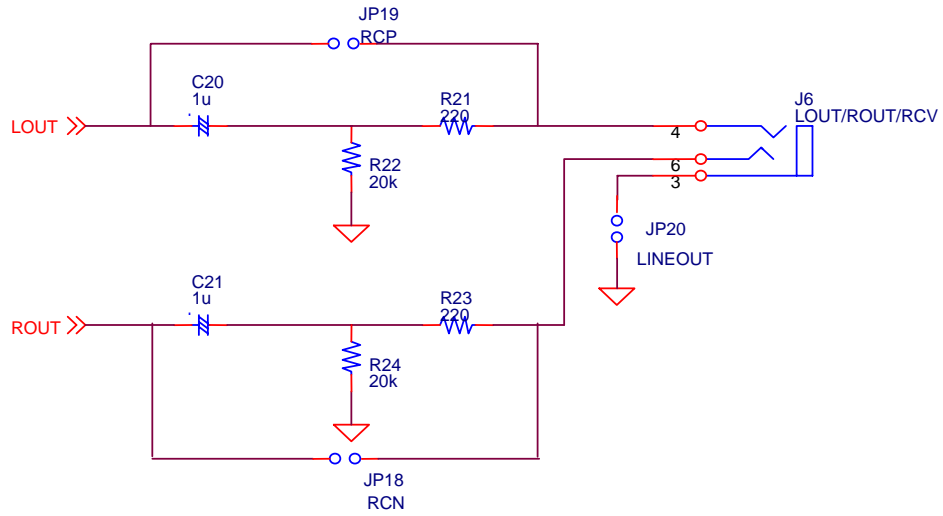 JP19
RCP
C20
1u
R21
220
J6
LOUT/ROUT/RCV
LOUT
4
R22
20k
6
3
JP20
LINEOUT
C21
1u
R23
220
ROUT
R24
20k
JP18
RCN